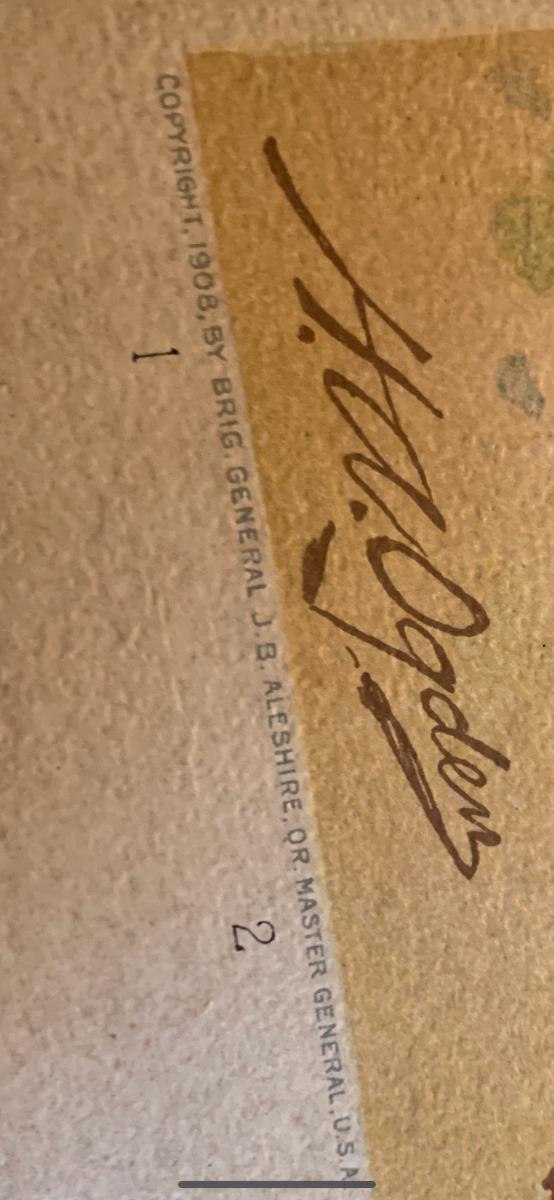 H.A. Ogden
COPYRIGHT, 1908, BY BRIG. GENERAL J. B. ALESHIRE, QR. MASTER GENERAL, U.S.A
1 2